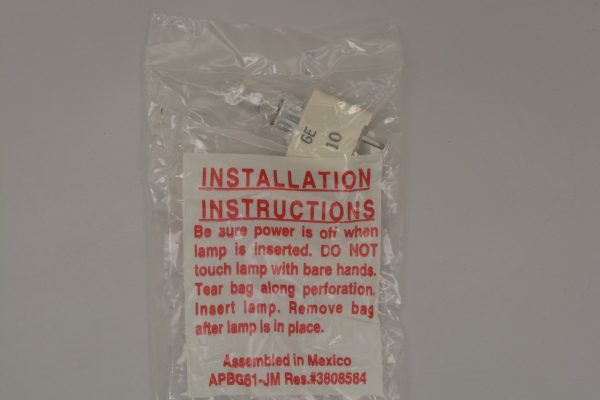 GE
10
INSTALLATION
INSTRUCTIONS
Be sure power is off when
lamp is inserted. DO NOT
touch lamp with bare hands.
Tear bag along perforation.
Insert lamp. Remove bag
after lamp is in place.
Assembled in Mexico
APBG61-JM Res.#3808584